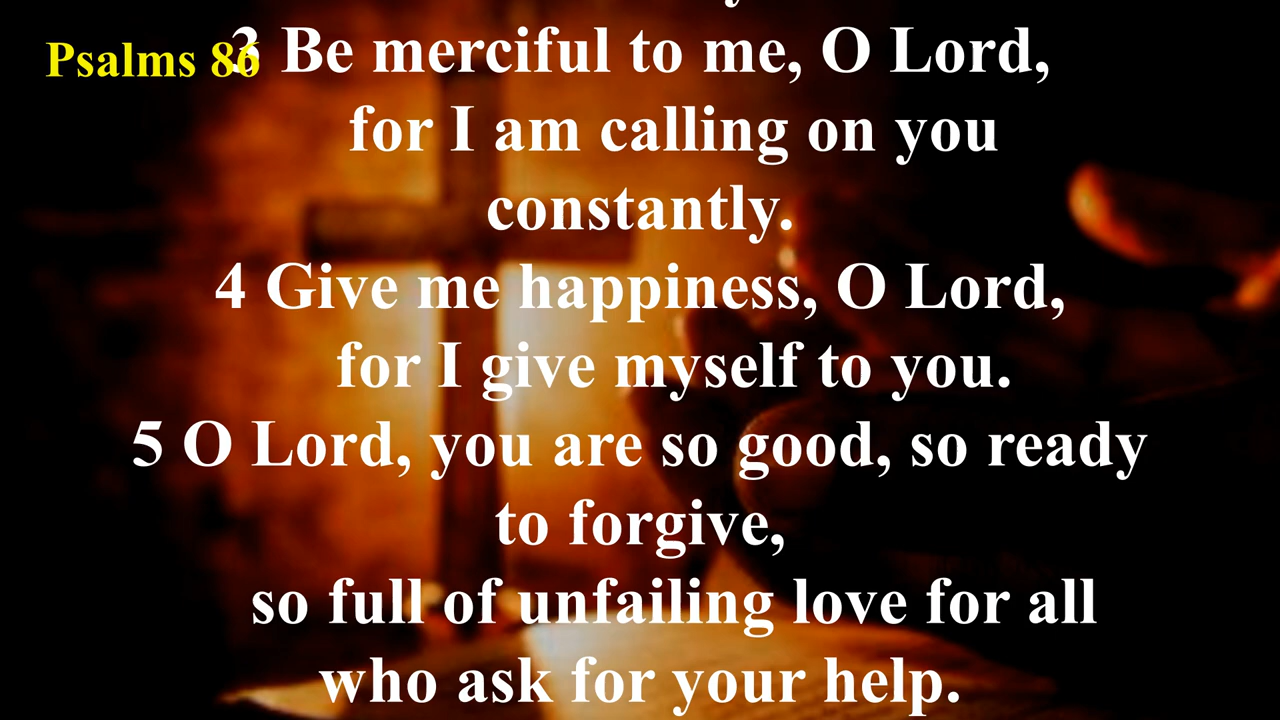 Psalms 86
3 Be merciful to me, O Lord,
for I am calling on you
constantly.
4 Give me happiness, O Lord,
for I give myself to you.
5 O Lord, you are so good, so ready
to forgive,
so full of unfailing love for all
who ask for your help.